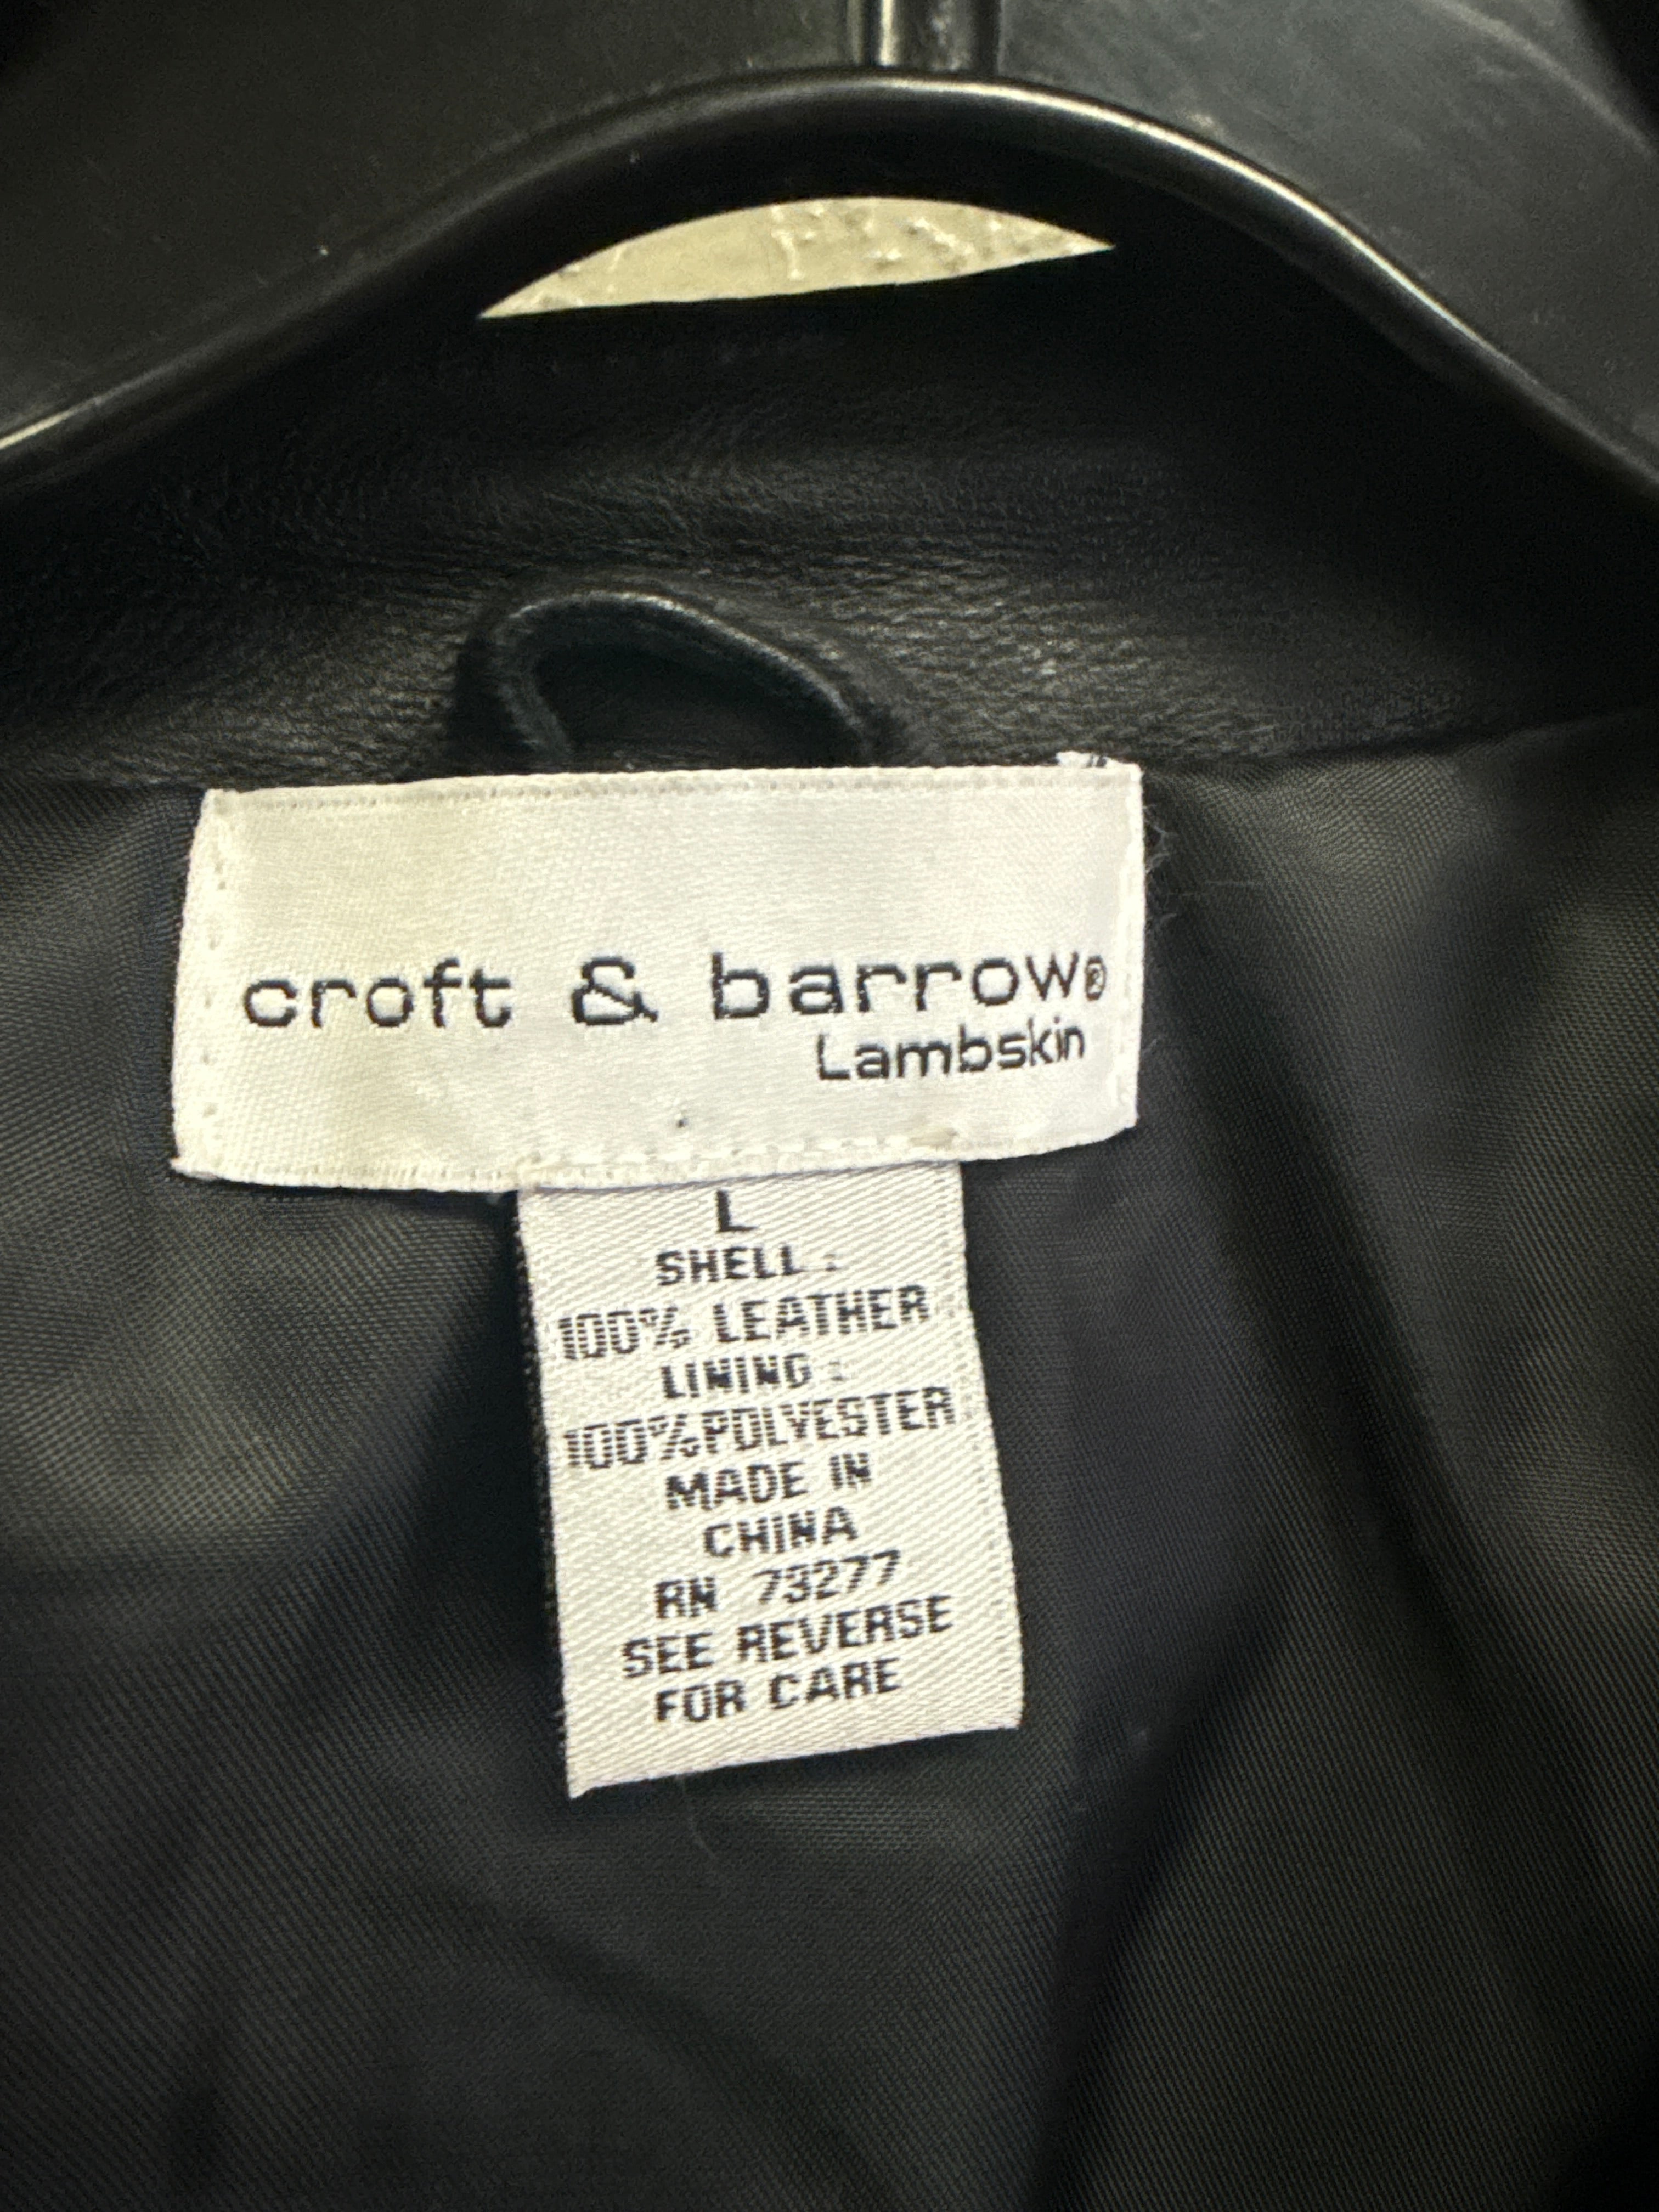 croft & barrow®
Lambskin
L
SHELL :
100% LEATHER
LINING :
100%POLYESTER
MADE IN
CHINA
RN 73277
SEE REVERSE
FOR CARE